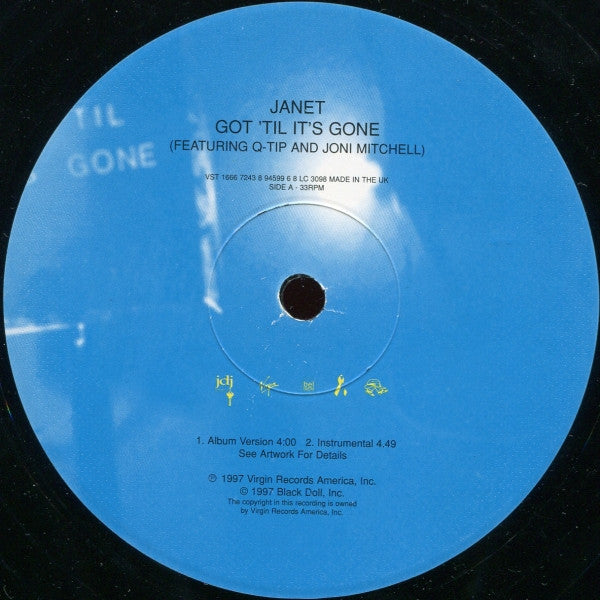 TIL
GONE
JANET
GOT 'TIL IT'S GONE
(FEATURING Q-TIP AND JONI MITCHELL)
VST 1666 7243 8 94599 6 8 LC 3098 MADE IN THE UK
SIDE A - 33RPM
jdj
1. Album Version 4:00 2. Instrumental 4.49
See Artwork For Details
℗ 1997 Virgin Records America, Inc.
© 1997 Black Doll, Inc.
The copyright in this recording is owned
by Virgin Records America, Inc.